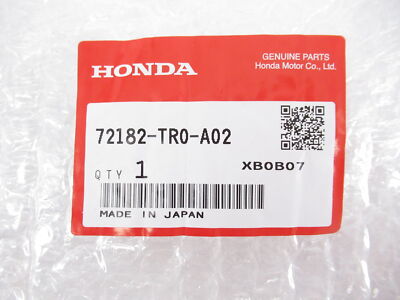 GENUINE PARTS
HONDA
Honda Motor Co., Ltd.
72182-TR0-A02
QTY 1
XB0B07
MADE IN JAPAN